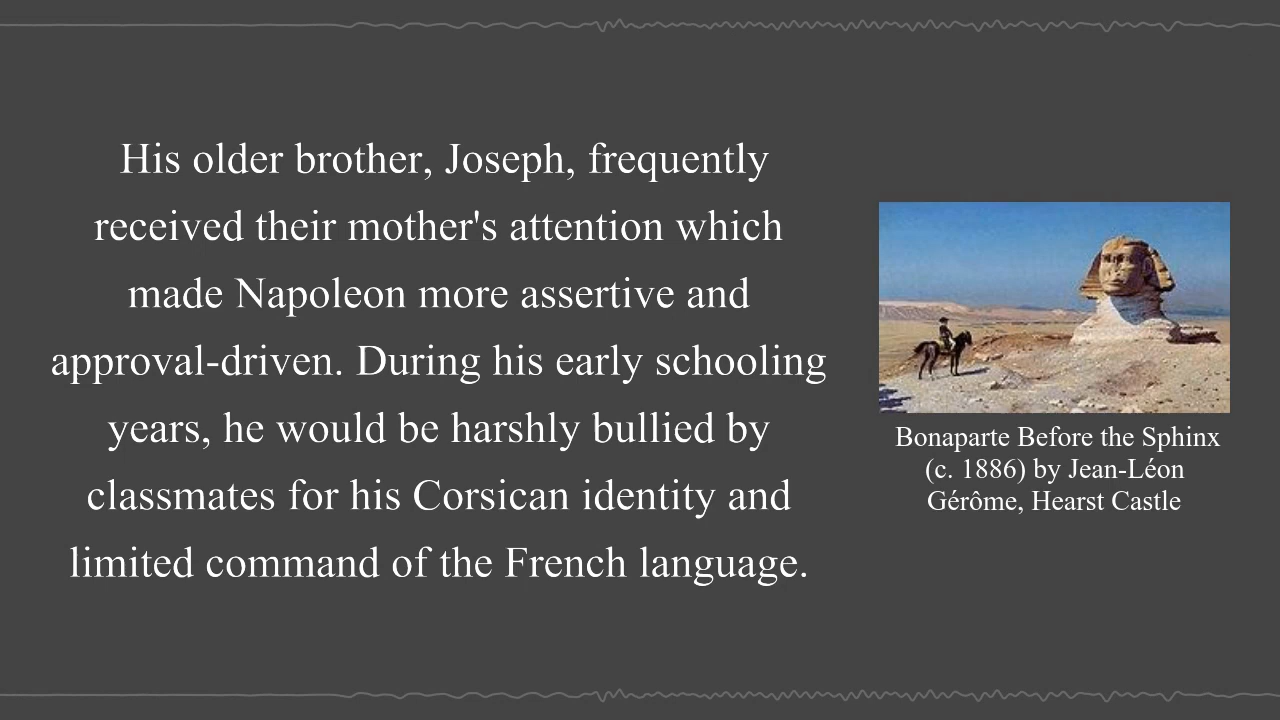 His older brother, Joseph, frequently
received their mother's attention which
made Napoleon more assertive and
approval-driven. During his early schooling
years, he would be harshly bullied by
classmates for his Corsican identity and
limited command of the French language.
Bonaparte Before the Sphinx
(c. 1886) by Jean-Léon
Gérôme, Hearst Castle